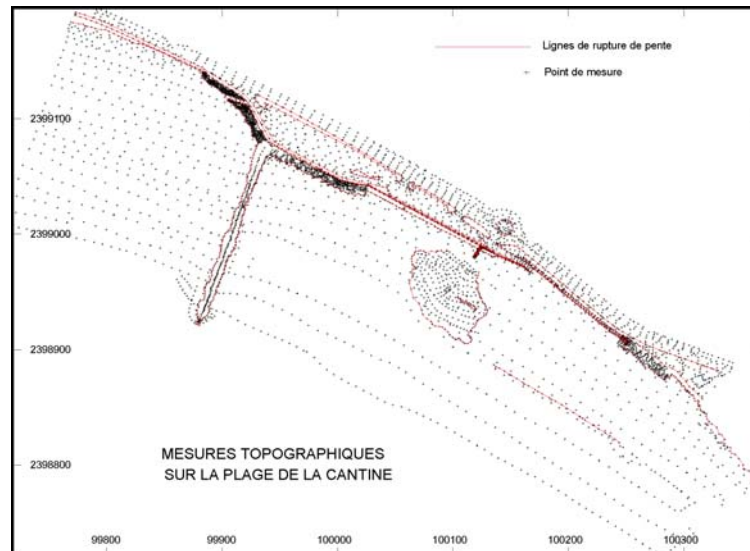 Lignes de rupture de pente
Point de mesure
2399100
2399000
2398900
2398800
MESURES TOPOGRAPHIQUES
SUR LA PLAGE DE LA CANTINE
99800 99900 100000 100100 100200 100300